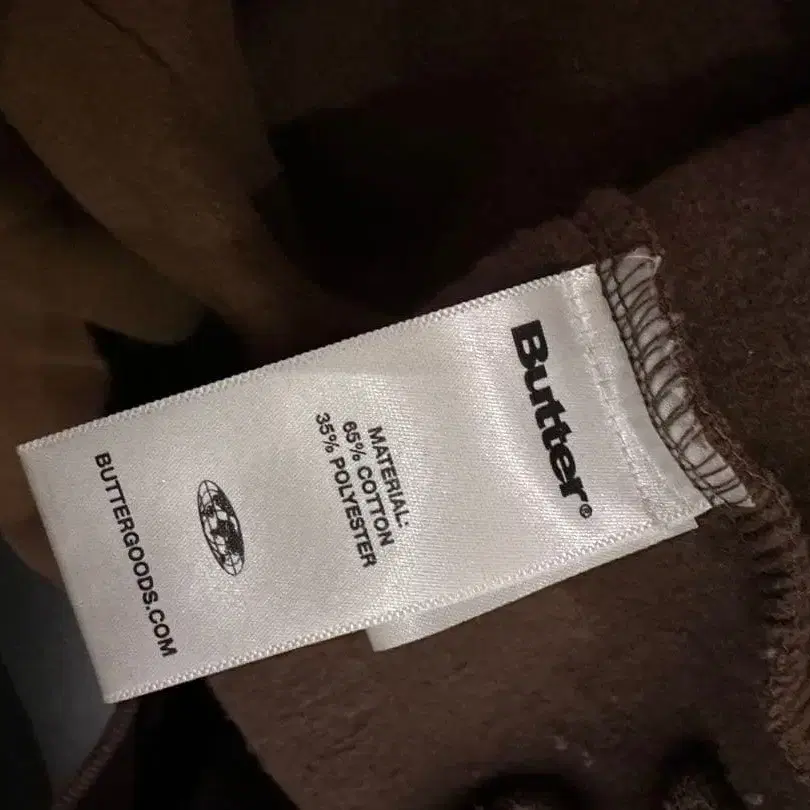 Butter®
MATERIAL:
65% COTTON
35% POLYESTER
BUTTERGOODS.COM